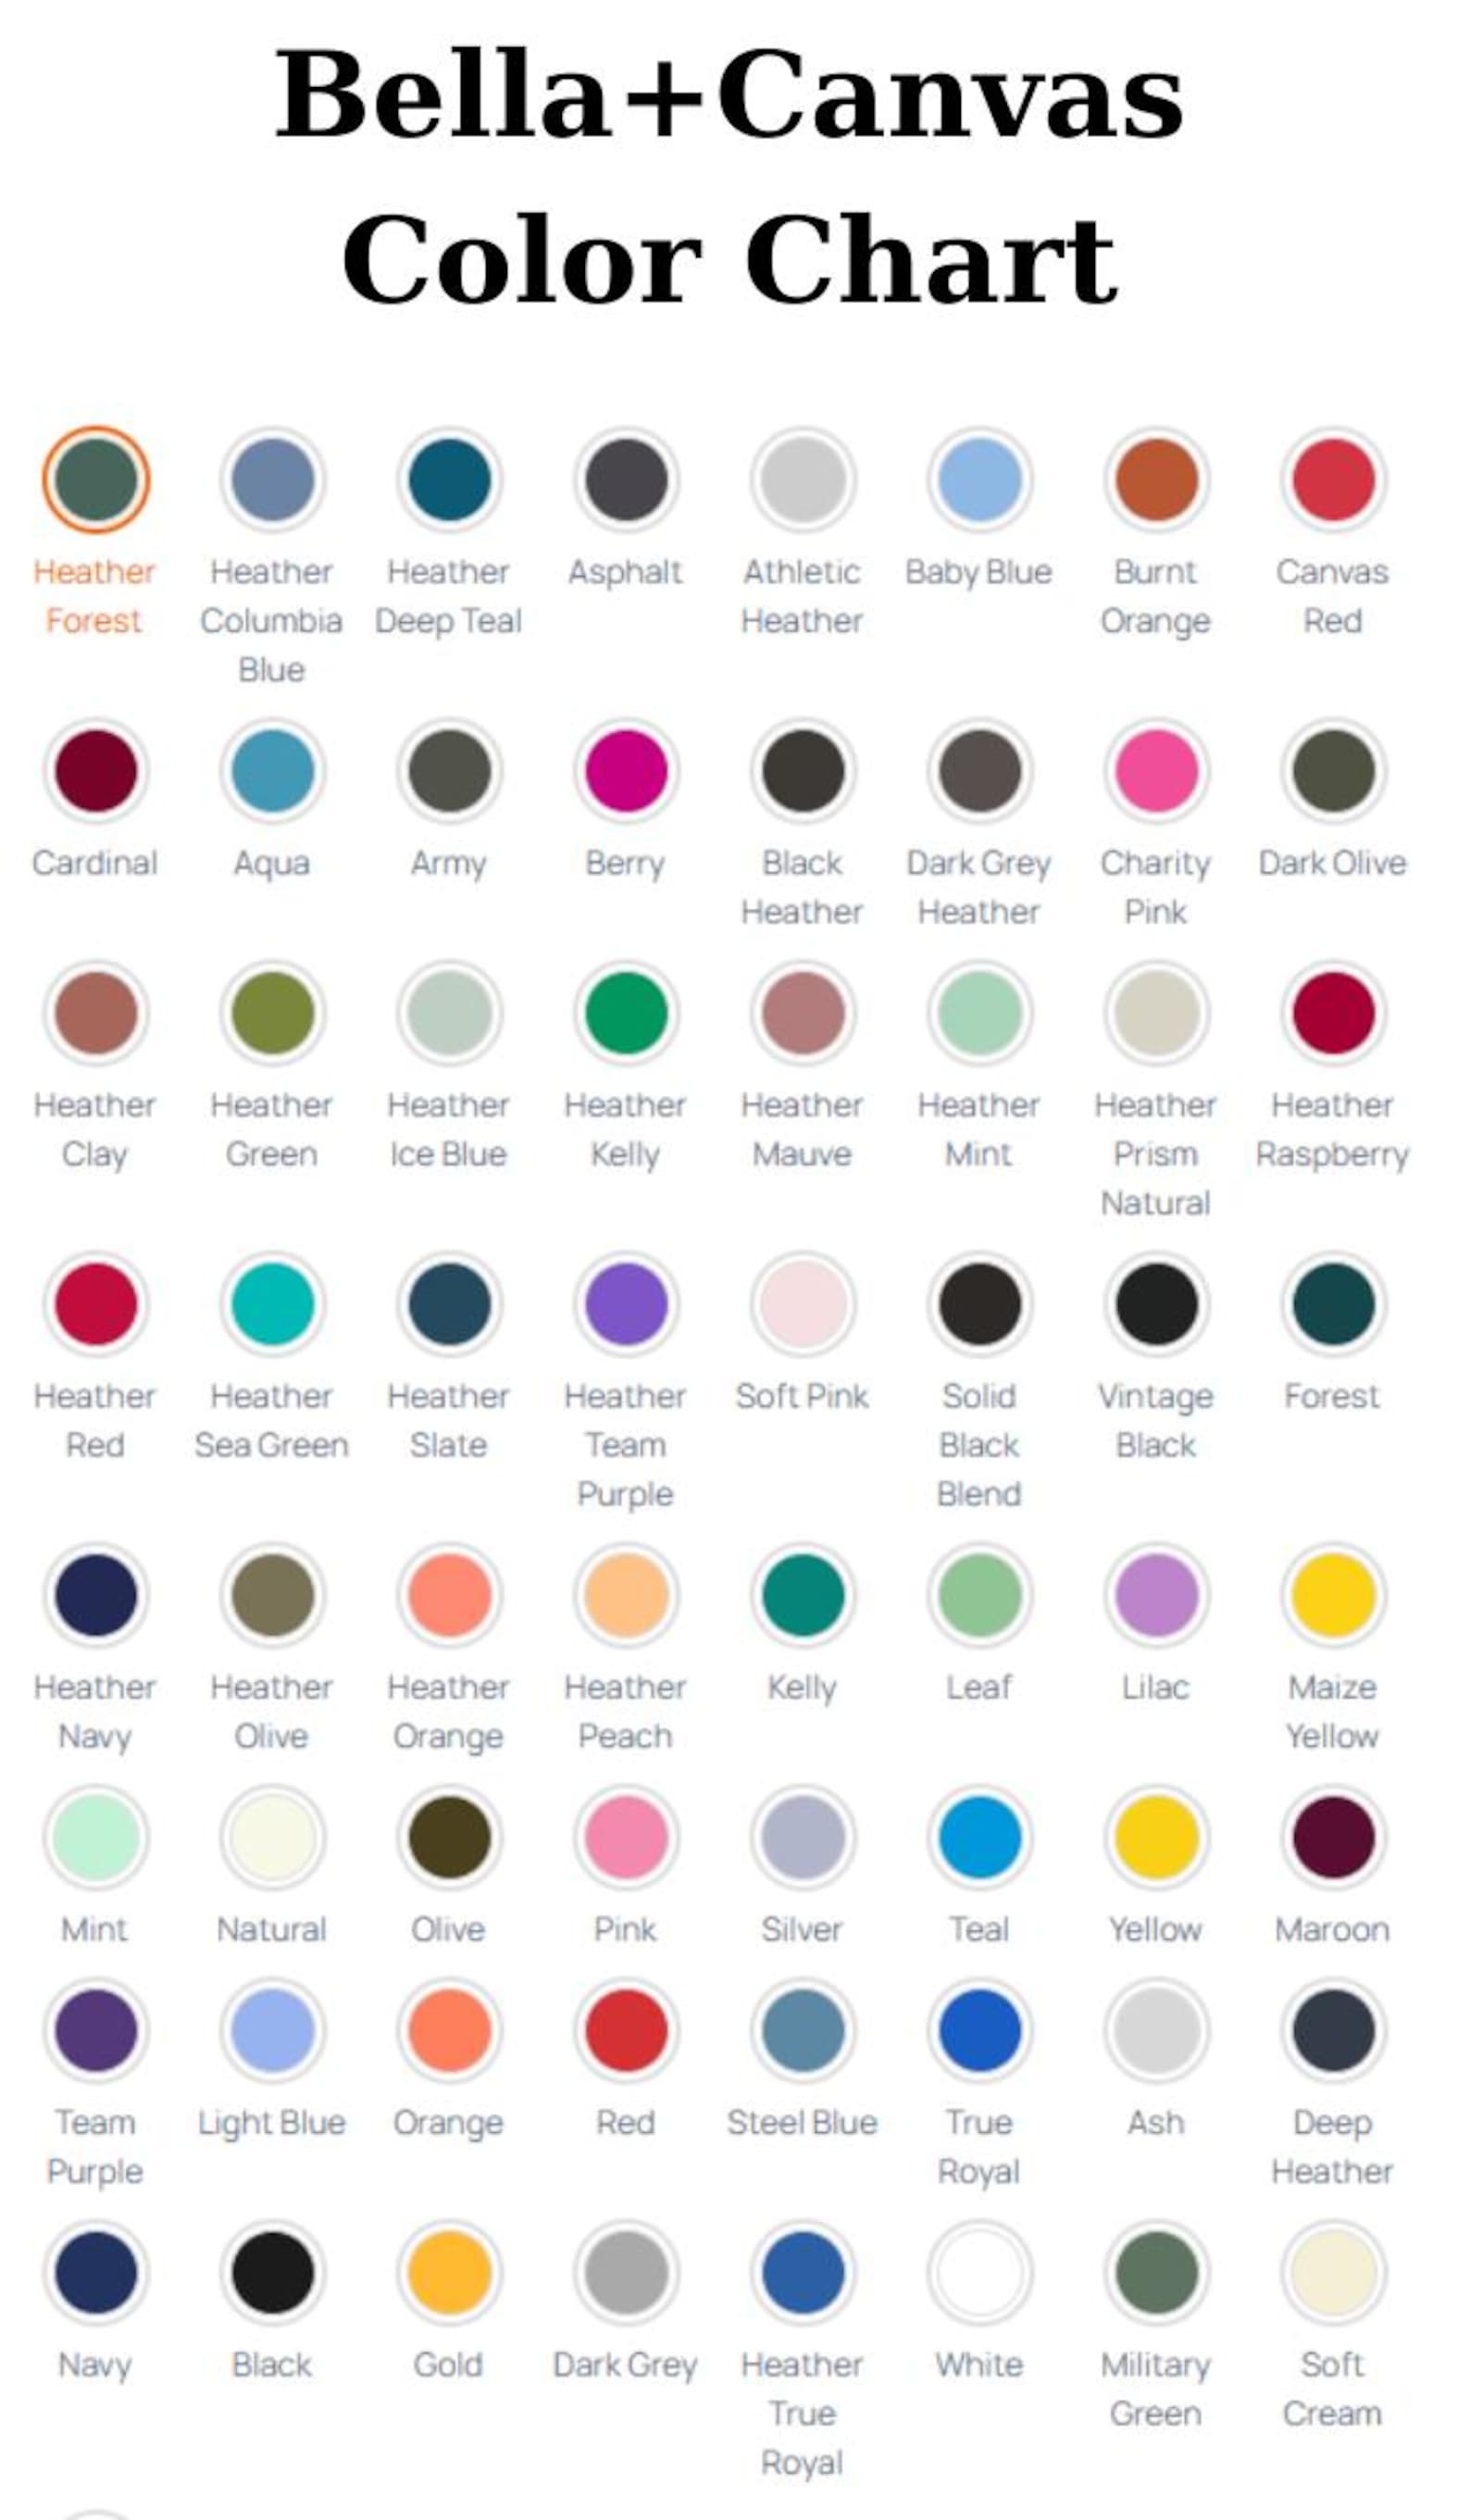 Bella+Canvas
Color Chart
Heather Forest
Heather Columbia Blue
Heather Deep Teal
Asphalt
Athletic Heather
Baby Blue
Burnt Orange
Canvas Red
Cardinal
Aqua
Army
Berry
Black Heather
Dark Grey Heather
Charity Pink
Dark Olive
Heather Clay
Heather Green
Heather Ice Blue
Heather Kelly
Heather Mauve
Heather Mint
Heather Prism Natural
Heather Raspberry
Heather Red
Heather Sea Green
Heather Slate
Heather Team Purple
Soft Pink
Solid Black Blend
Vintage Black
Forest
Heather Navy
Heather Olive
Heather Orange
Heather Peach
Kelly
Leaf
Lilac
Maize Yellow
Mint
Natural
Olive
Pink
Silver
Teal
Yellow
Maroon
Team Purple
Light Blue
Orange
Red
Steel Blue
True Royal
Ash
Deep Heather
Navy
Black
Gold
Dark Grey
Heather True Royal
White
Military Green
Soft Cream